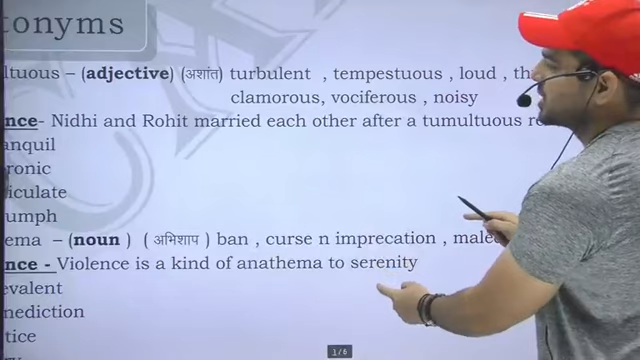 tonyms
ltuous – (adjective) (अशांत) turbulent , tempestuous , loud , th
clamorous, vociferous , noisy
nce- Nidhi and Rohit married each other after a tumultuous re
anquil
ronic
iculate
umph
ema – (noun ) ( अभिशाप ) ban , curse n imprecation , male
nce - Violence is a kind of anathema to serenity
evalent
nediction
tice
1/6